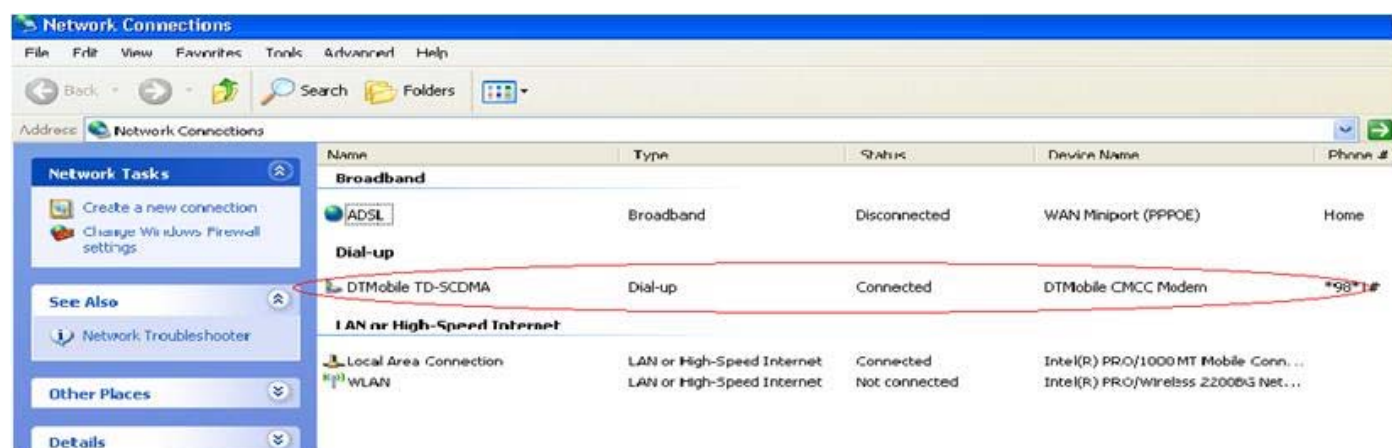 Network Connections
File Edit View Favorites Tools Advanced Help
Back Search Folders
Address Network Connections
Name Type Status Device Name Phone #
Network Tasks
Create a new connection
Change Windows Firewall
settings
See Also
Network Troubleshooter
Other Places
Details
Broadband
ADSL Broadband Disconnected WAN Miniport (PPPOE) Home
Dial-up
DTMobile TD-SCDMA Dial-up Connected DTMobile CMCC Modem *98*1#
LAN or High-Speed Internet
Local Area Connection LAN or High-Speed Internet Connected Intel(R) PRO/1000 MT Mobile Conn...
WLAN LAN or High-Speed Internet Not connected Intel(R) PRO/Wireless 2200BG Net...